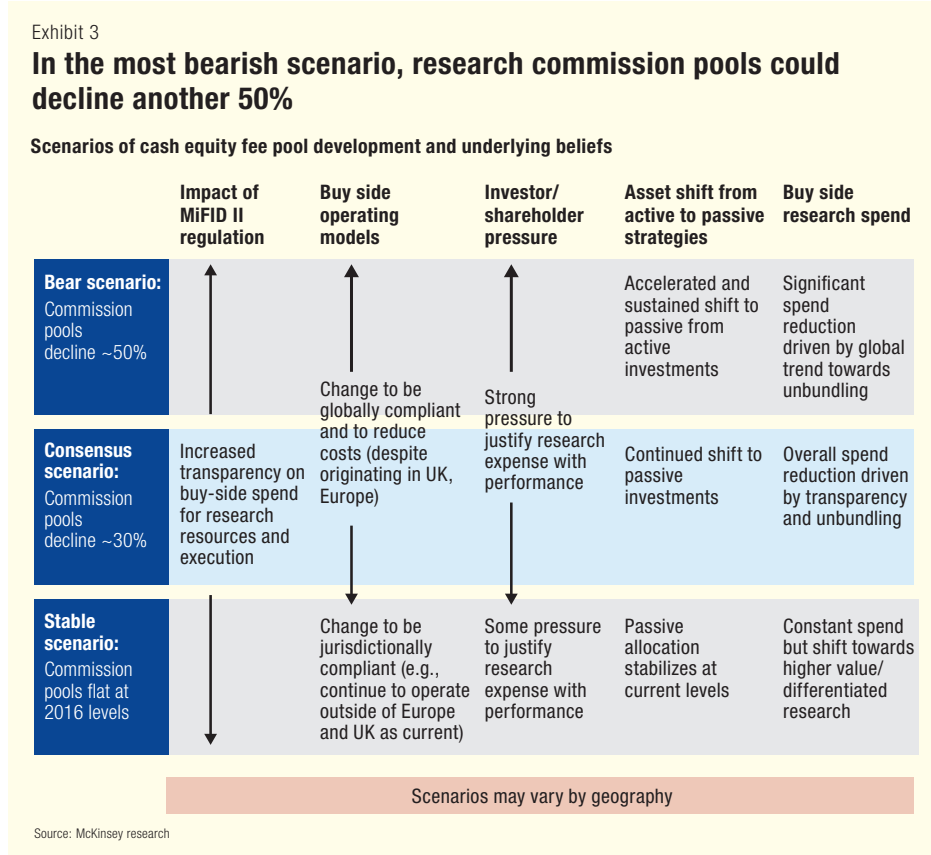 Exhibit 3
In the most bearish scenario, research commission pools could
decline another 50%
Scenarios of cash equity fee pool development and underlying beliefs
Impact of
MiFID II
regulation
Buy side
operating
models
Investor/
shareholder
pressure
Asset shift from
active to passive
strategies
Buy side
research spend
Bear scenario:
Commission
pools
decline ~50%
Accelerated and
sustained shift to
passive from
active
investments
Significant
spend
reduction
driven by global
trend towards
unbundling
Consensus
scenario:
Commission
pools
decline ~30%
Increased
transparency on
buy-side spend
for research
resources and
execution
Change to be
globally compliant
and to reduce
costs (despite
originating in UK,
Europe)
Strong
pressure to
justify research
expense with
performance
Continued shift to
passive
investments
Overall spend
reduction driven
by transparency
and unbundling
Stable
scenario:
Commission
pools flat at
2016 levels
Change to be
jurisdictionally
compliant (e.g.,
continue to operate
outside of Europe
and UK as current)
Some pressure
to justify
research
expense with
performance
Passive
allocation
stabilizes at
current levels
Constant spend
but shift towards
higher value/
differentiated
research
Scenarios may vary by geography
Source: McKinsey research